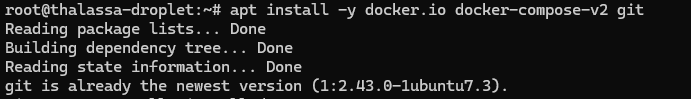 root@thalassa-droplet:~# apt install -y docker.io docker-compose-v2 git
Reading package lists... Done
Building dependency tree... Done
Reading state information... Done
git is already the newest version (1:2.43.0-1ubuntu7.3).